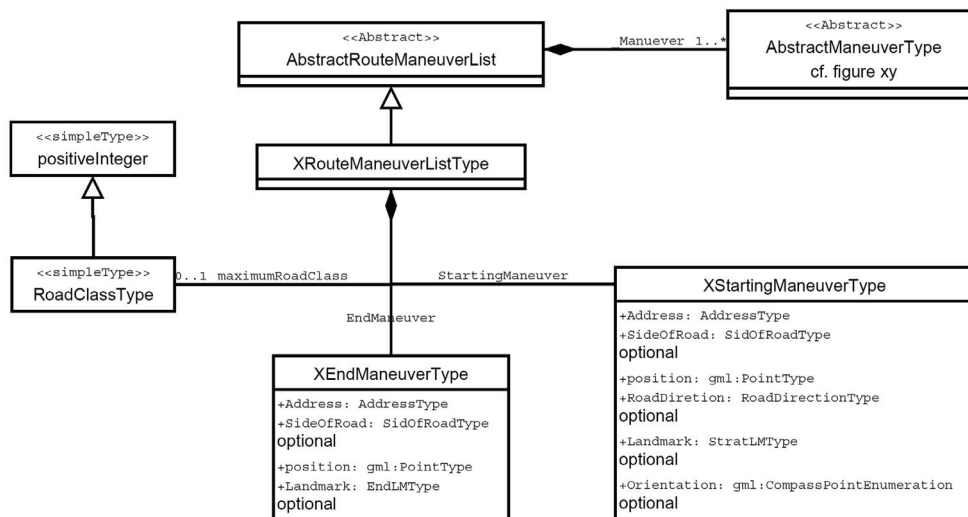 <<Abstract>>
AbstractRouteManeuverList
Manuever 1..*
<<Abstract>>
AbstractManeuverType
cf. figure xy
<<simpleType>>
positiveInteger
XRouteManeuverListType
<<simpleType>>
RoadClassType
0..1 maximumRoadClass
StartingManeuver
EndManeuver
XStartingManeuverType
+Address: AddressType
+SideOfRoad: SidOfRoadType
optional
+position: gml:PointType
+RoadDiretion: RoadDirectionType
optional
+Landmark: StratLMType
optional
+Orientation: gml:CompassPointEnumeration
optional
XEndManeuverType
+Address: AddressType
+SideOfRoad: SidOfRoadType
optional
+position: gml:PointType
+Landmark: EndLMType
optional